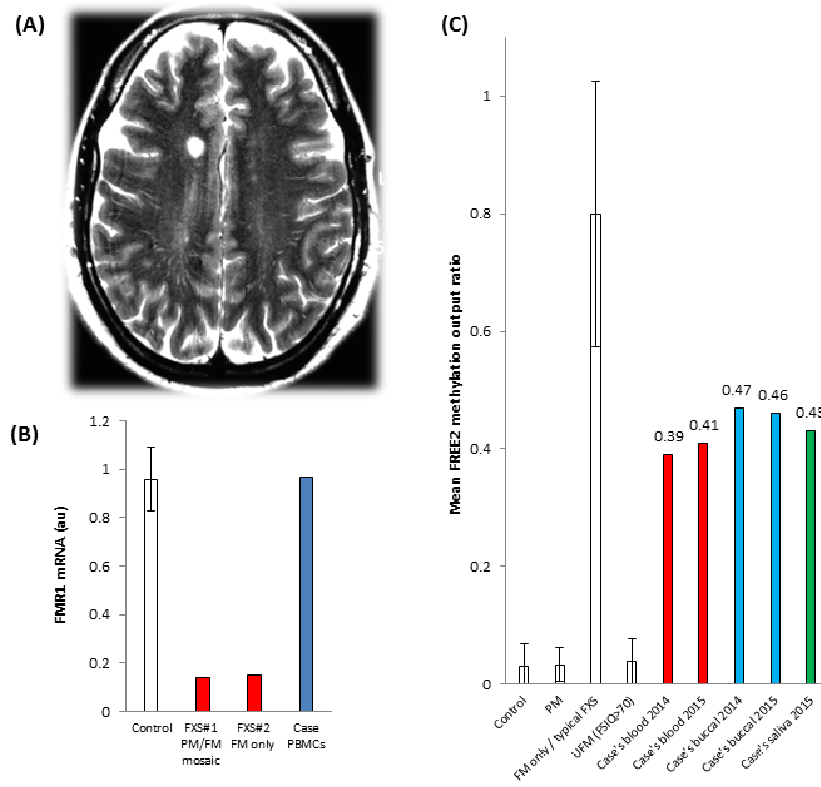 (A)
(B)
FMR1 mRNA (au)
1.2
1
0.8
0.6
0.4
0.2
0
Control
FXS#1
PM/FM
mosaic
FXS#2
FM only
Case
PBMCs
(C)
Mean FREE2 methylation output ratio
1
0.8
0.6
0.4
0.2
0
0.39
0.41
0.47
0.46
Control
PM
FM only / typical FXS
UFM (fSIQ>70)
Case's blood 2014
Case's blood 2015
Case's buccal 2014
Case's buccal 2015
Case's saliva 2015